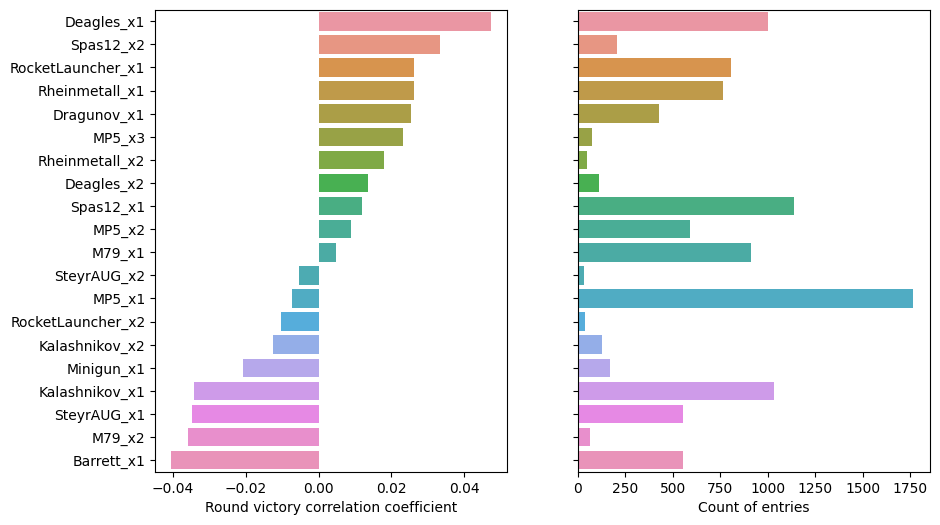 Deagles_x1
Spas12_x2
RocketLauncher_x1
Rheinmetall_x1
Dragunov_x1
MP5_x3
Rheinmetall_x2
Deagles_x2
Spas12_x1
MP5_x2
M79_x1
SteyrAUG_x2
MP5_x1
RocketLauncher_x2
Kalashnikov_x2
Minigun_x1
Kalashnikov_x1
SteyrAUG_x1
M79_x2
Barrett_x1
−0.04 −0.02 0.00 0.02 0.04
Round victory correlation coefficient
0 250 500 750 1000 1250 1500 1750
Count of entries